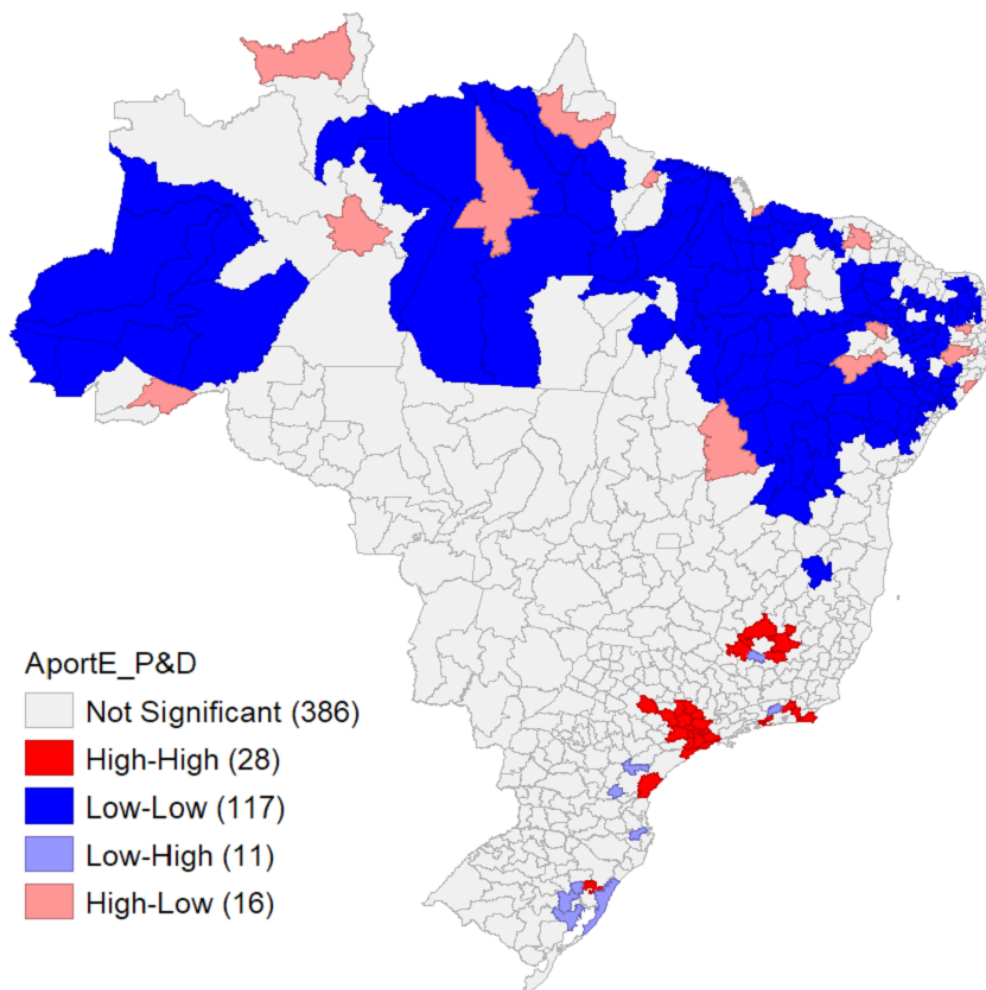 AportE_P&D
Not Significant (386)
High-High (28)
Low-Low (117)
Low-High (11)
High-Low (16)